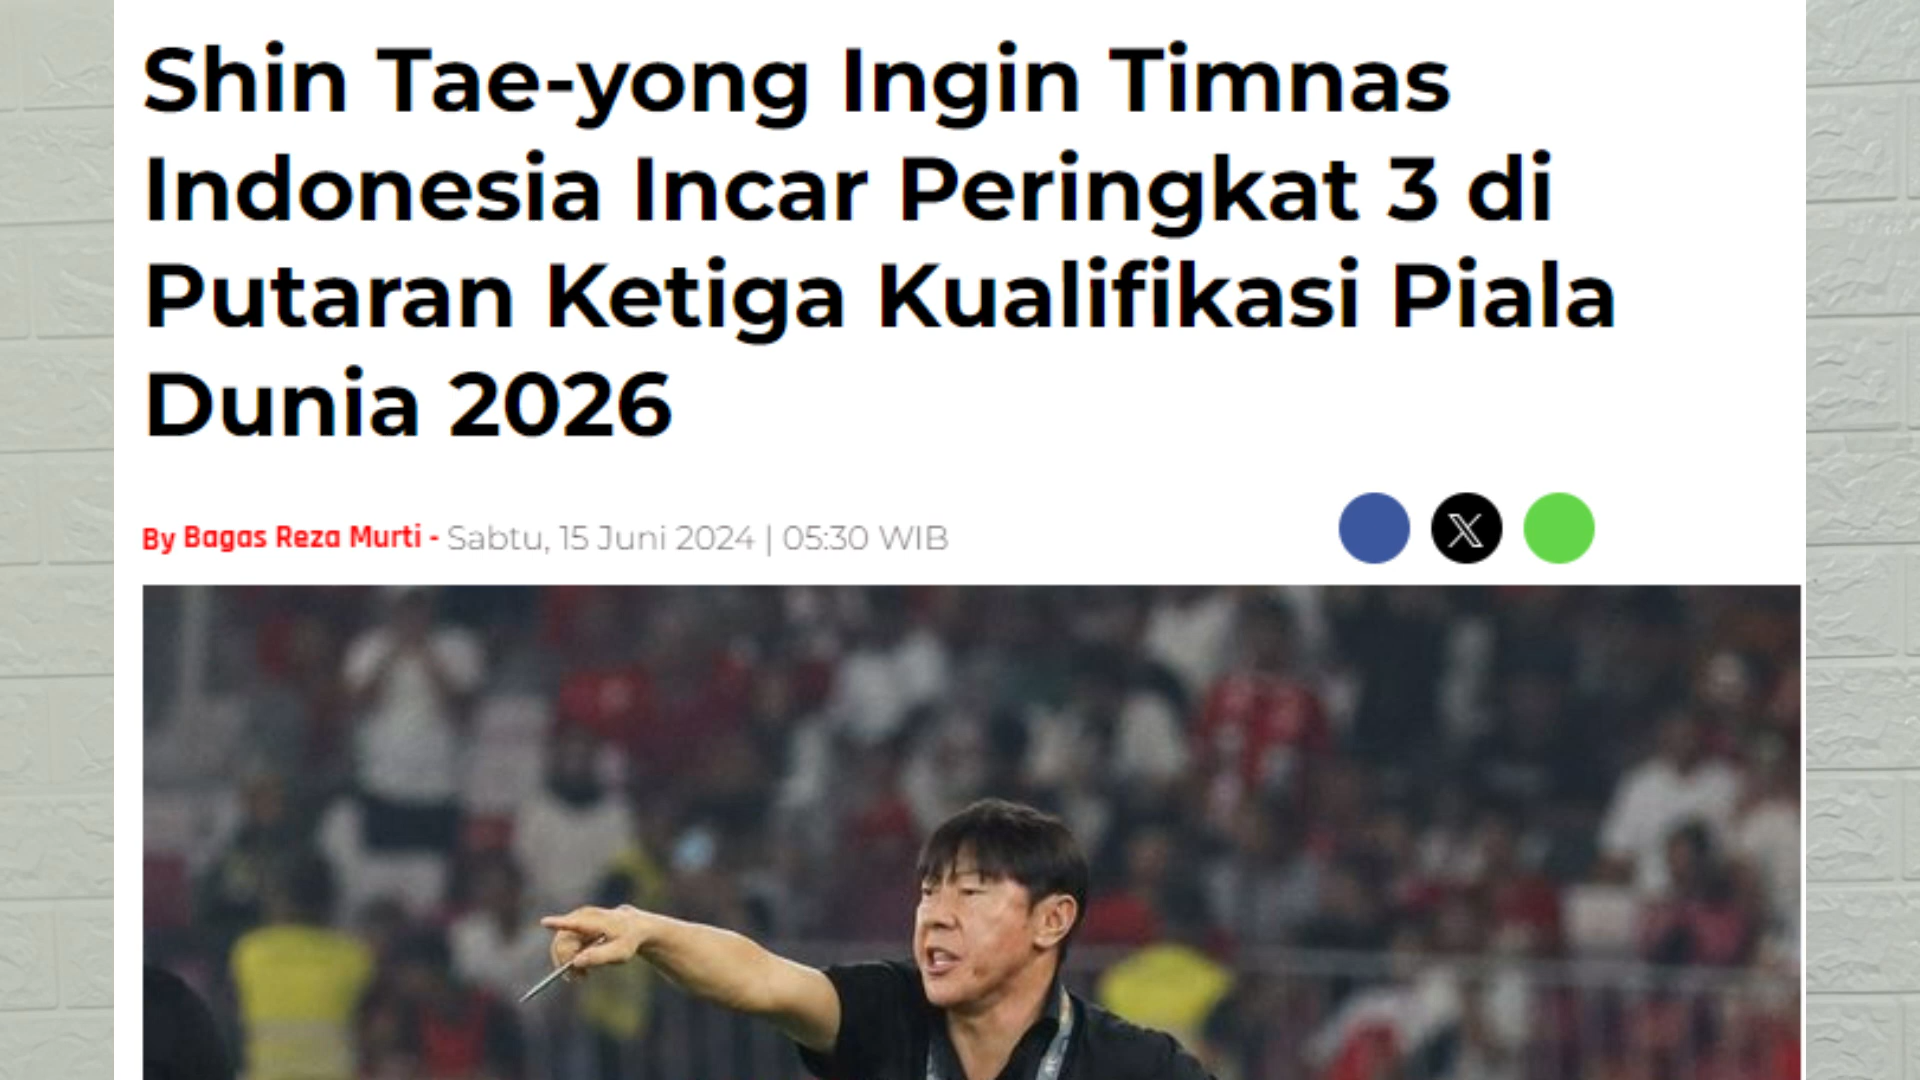 Shin Tae-yong Ingin Timnas
Indonesia Incar Peringkat 3 di
Putaran Ketiga Kualifikasi Piala
Dunia 2026
By Bagas Reza Murti - Sabtu, 15 Juni 2024 | 05:30 WIB
X